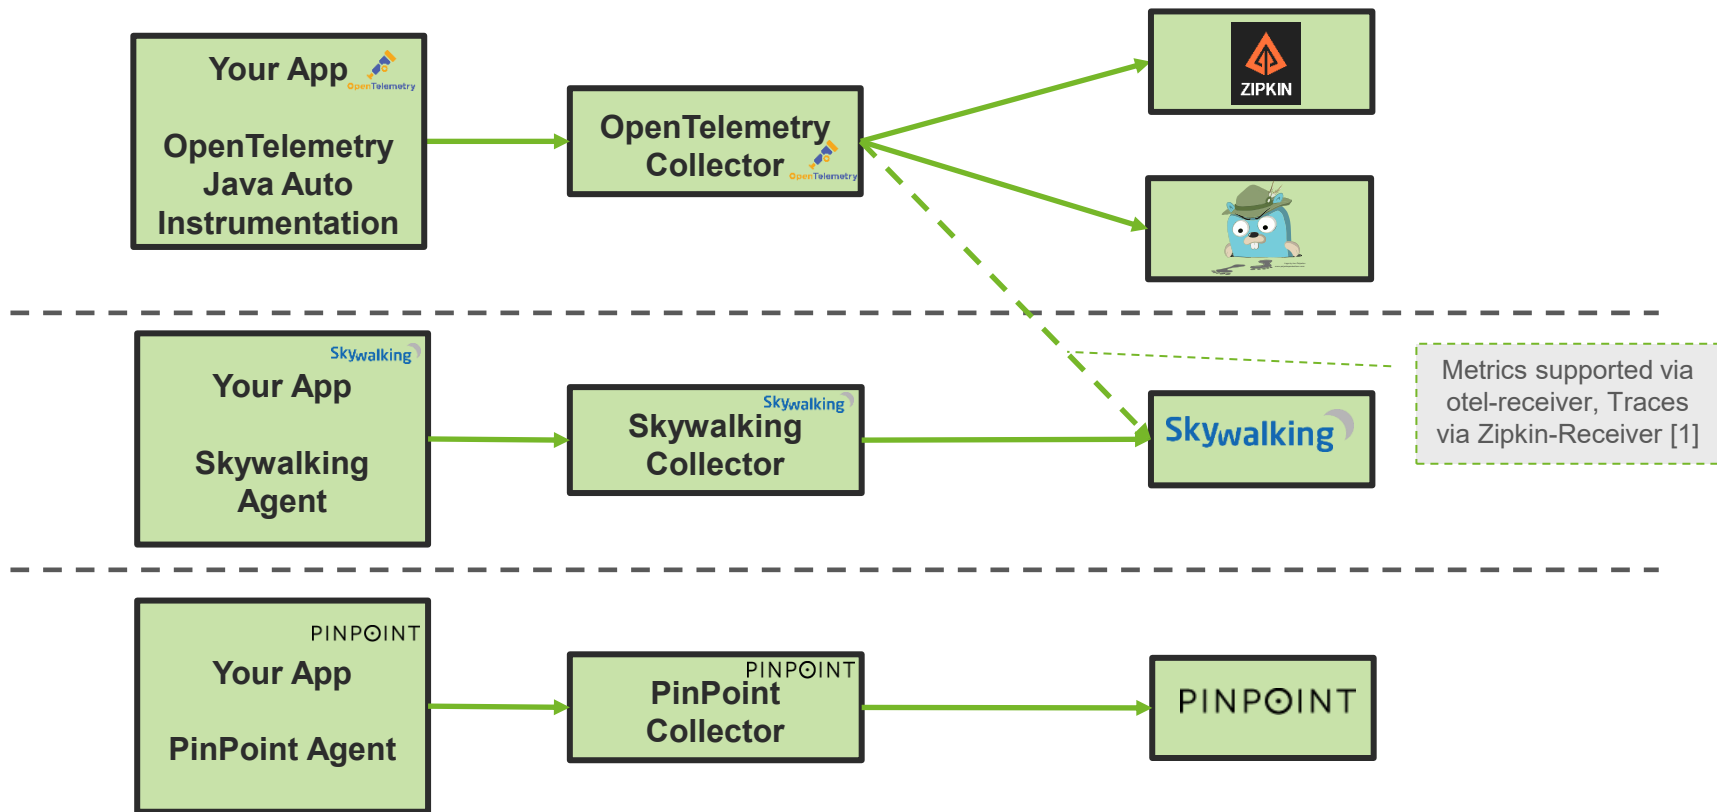 Your App
OpenTelemetry
OpenTelemetry
Java Auto
Instrumentation
OpenTelemetry
Collector
OpenTelemetry
ZIPKIN
Skywalking
Your App
Skywalking
Agent
Skywalking
Skywalking
Collector
Skywalking
Metrics supported via
otel-receiver, Traces
via Zipkin-Receiver [1]
PINPOINT
Your App
PinPoint Agent
PINPOINT
PinPoint
Collector
PINPOINT